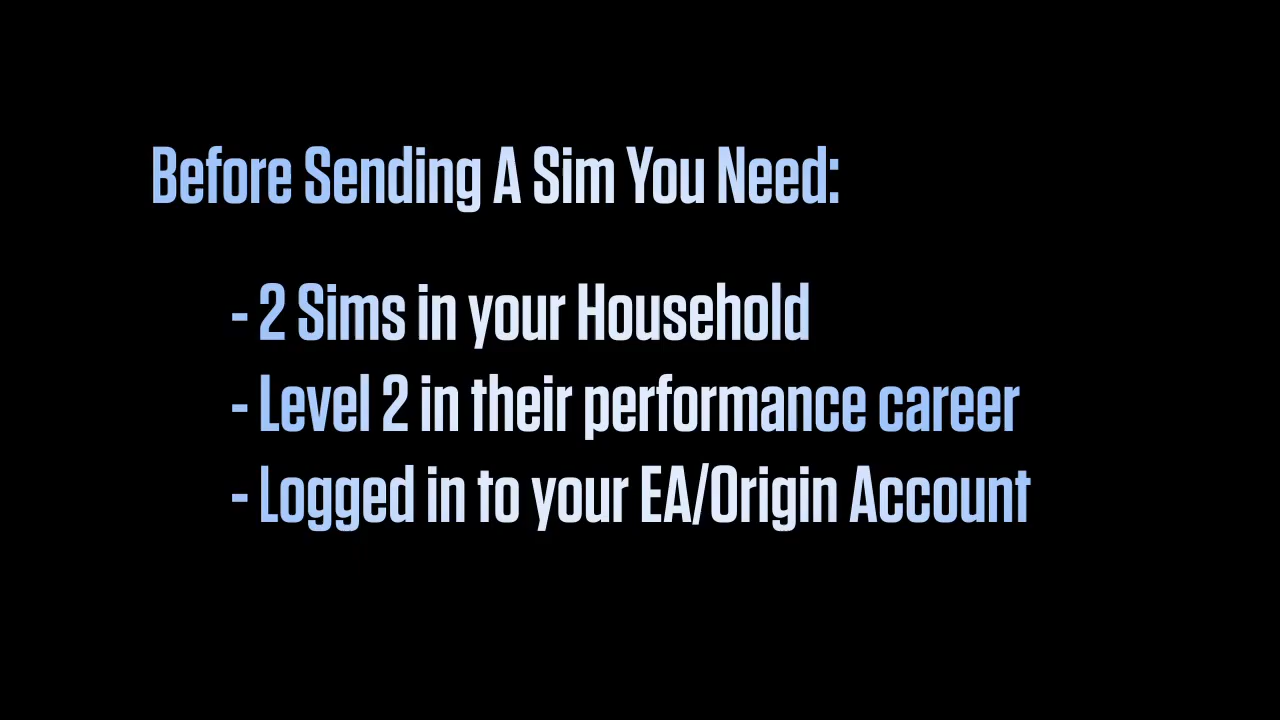 Before Sending A Sim You Need:
- 2 Sims in your Household
- Level 2 in their performance career
- Logged in to your EA/Origin Account